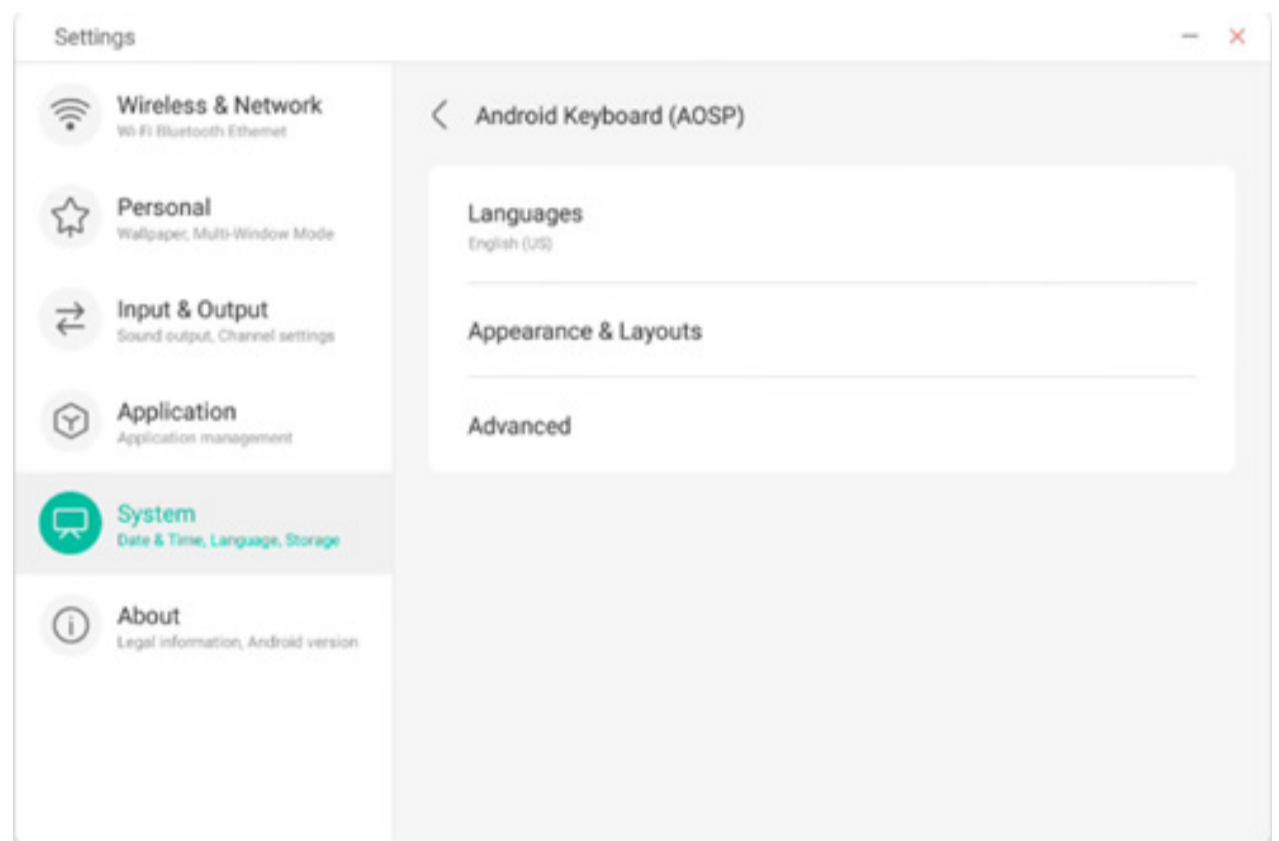 Settings
Wireless & Network
Wi-Fi Bluetooth Ethernet
Personal
Wallpaper, Multi-Window Mode
Input & Output
Sound output, Channel settings
Application
Application management
System
Date & Time, Language, Storage
About
Legal information, Android version
Android Keyboard (AOSP)
Languages
English (US)
Appearance & Layouts
Advanced